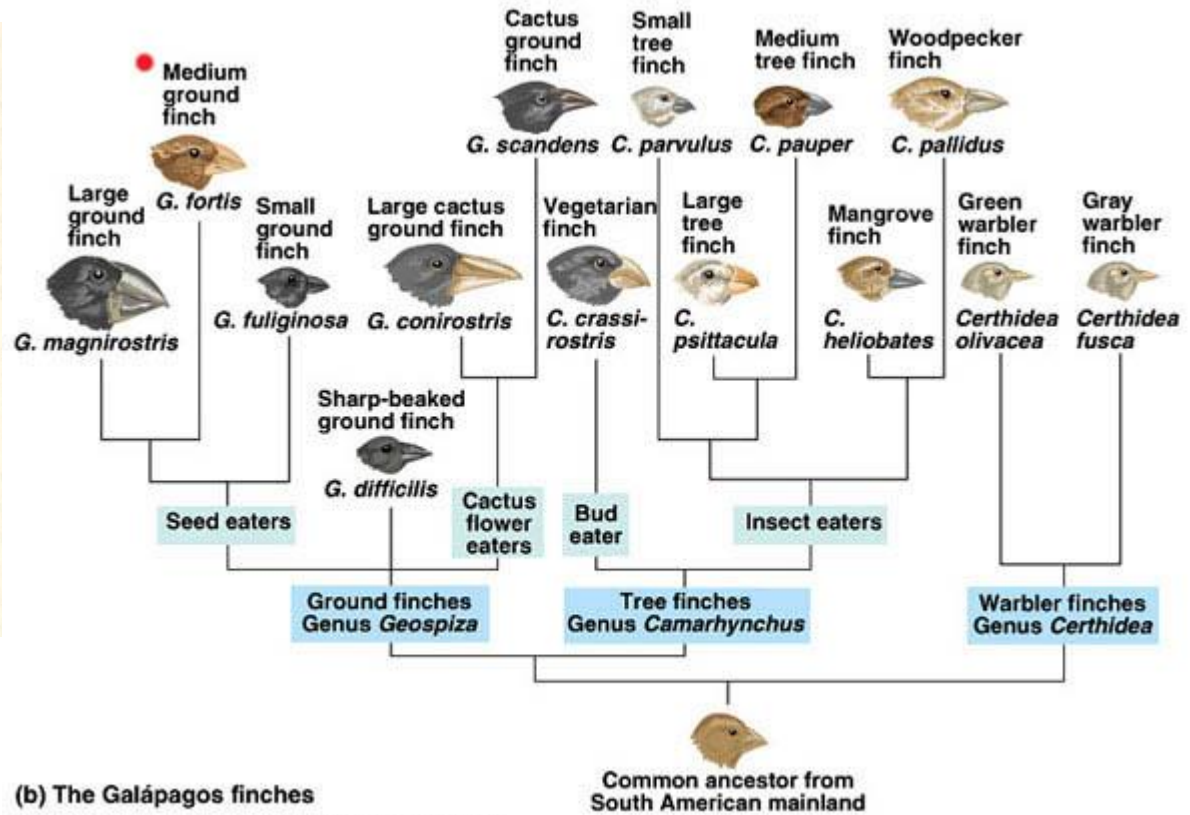 Cactus
ground
finch
G. scandens
Small
tree
finch
C. parvulus
Medium
tree finch
C. pauper
Woodpecker
finch
C. pallidus
Medium
ground
finch
G. fortis
Large
ground
finch
G. magnirostris
Small
ground
finch
G. fuliginosa
Large cactus
ground finch
G. conirostris
Vegetarian
finch
C. crassi-
rostris
Large
tree
finch
C.
psittacula
Mangrove
finch
C.
heliobates
Green
warbler
finch
Certhidea
olivacea
Gray
warbler
finch
Certhidea
fusca
Sharp-beaked
ground finch
G. difficilis
Seed eaters
Cactus
flower
eaters
Bud
eater
Insect eaters
Ground finches
Genus Geospiza
Tree finches
Genus Camarhynchus
Warbler finches
Genus Certhidea
Common ancestor from
South American mainland
(b) The Galápagos finches